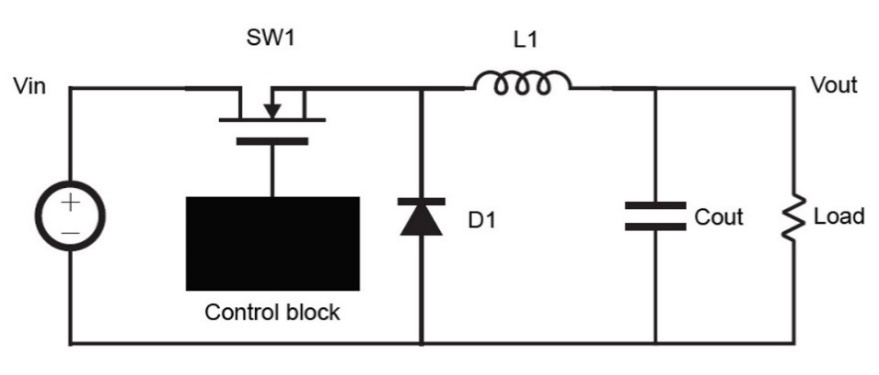 SW1
L1
Vin
Vout
+
−
D1
Cout
Load
Control block